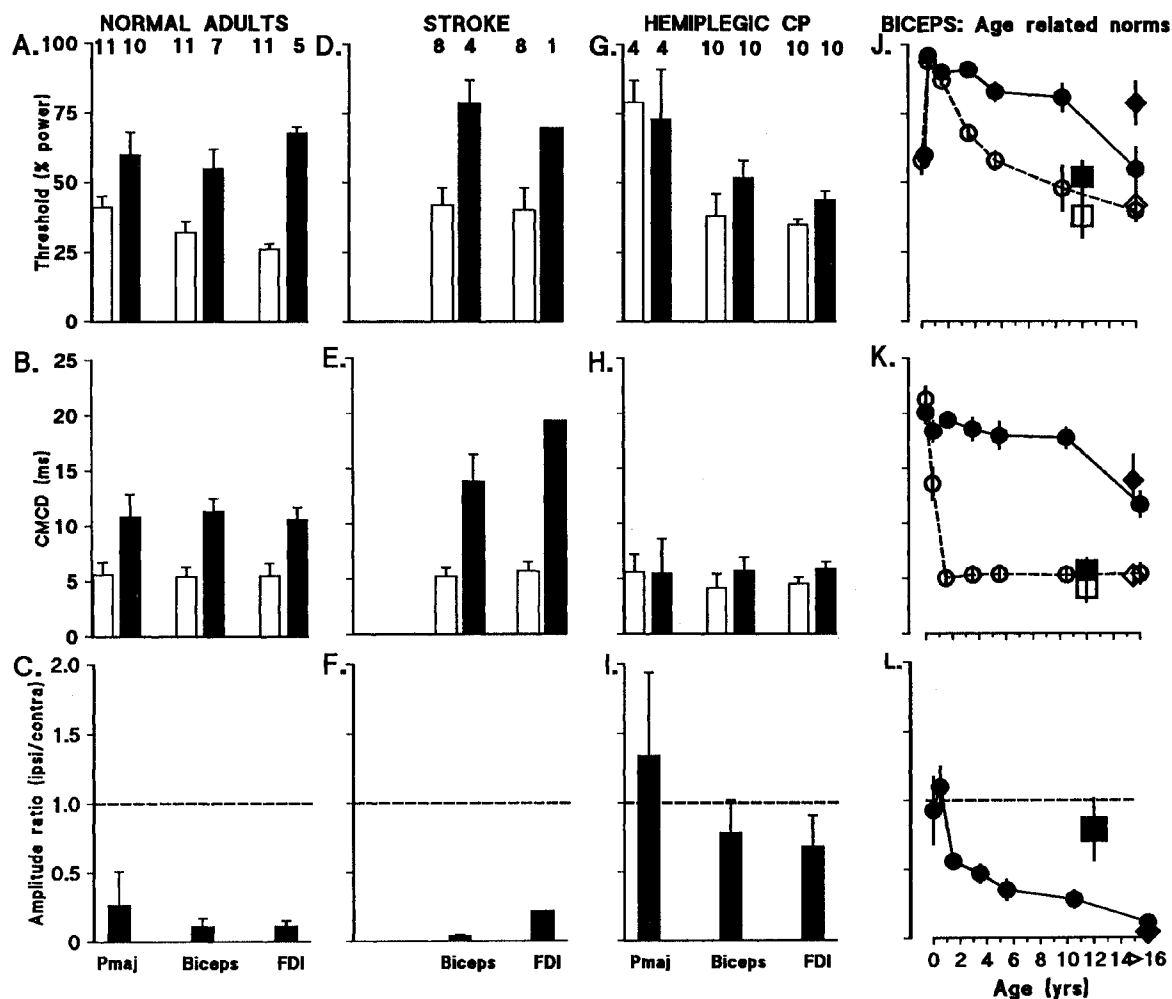 NORMAL ADULTS STROKE HEMIPLEGIC CP BICEPS: Age related norms
A. 11 10 11 7 11 5 D. 8 4 8 1 G. 4 4 10 10 10 10 J.
100
75
50
25
0
Threshold (% power)
B. E. H. K.
25
20
15
10
5
0
CMCD (ms)
C. F. I. L.
2.0
1.5
1.0
0.5
0
Amplitude ratio (ipsi/contra)
Pmaj Biceps FDI Biceps FDI Pmaj Biceps FDI 0 2 4 6 8 10 12 14 >16
Age (yrs)